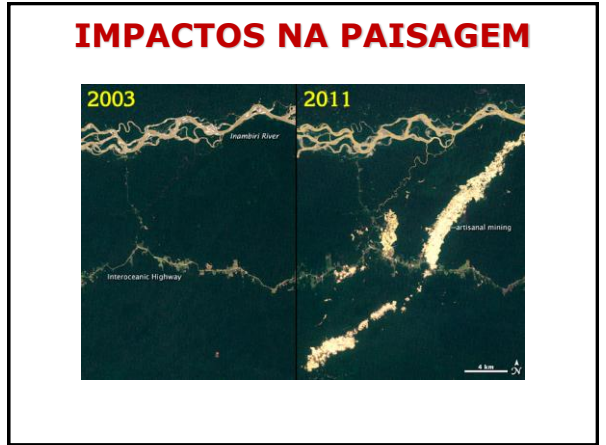 IMPACTOS NA PAISAGEM
2003
2011
Inambiri River
artisanal mining
Interoceanic Highway
4 km
N